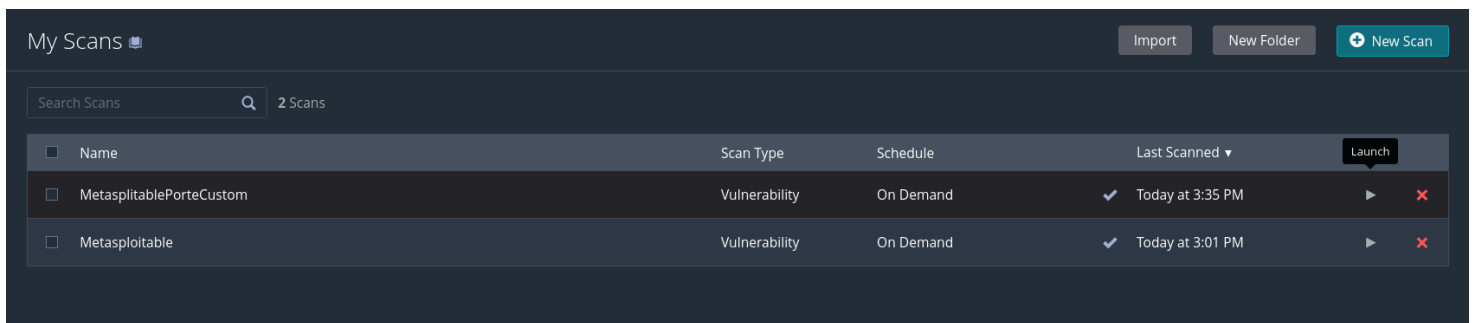 My Scans
Import
New Folder
New Scan
Search Scans
2 Scans
Name Scan Type Schedule Last Scanned ▾
Launch
MetasplitablePorteCustom Vulnerability On Demand Today at 3:35 PM
Metasploitable Vulnerability On Demand Today at 3:01 PM